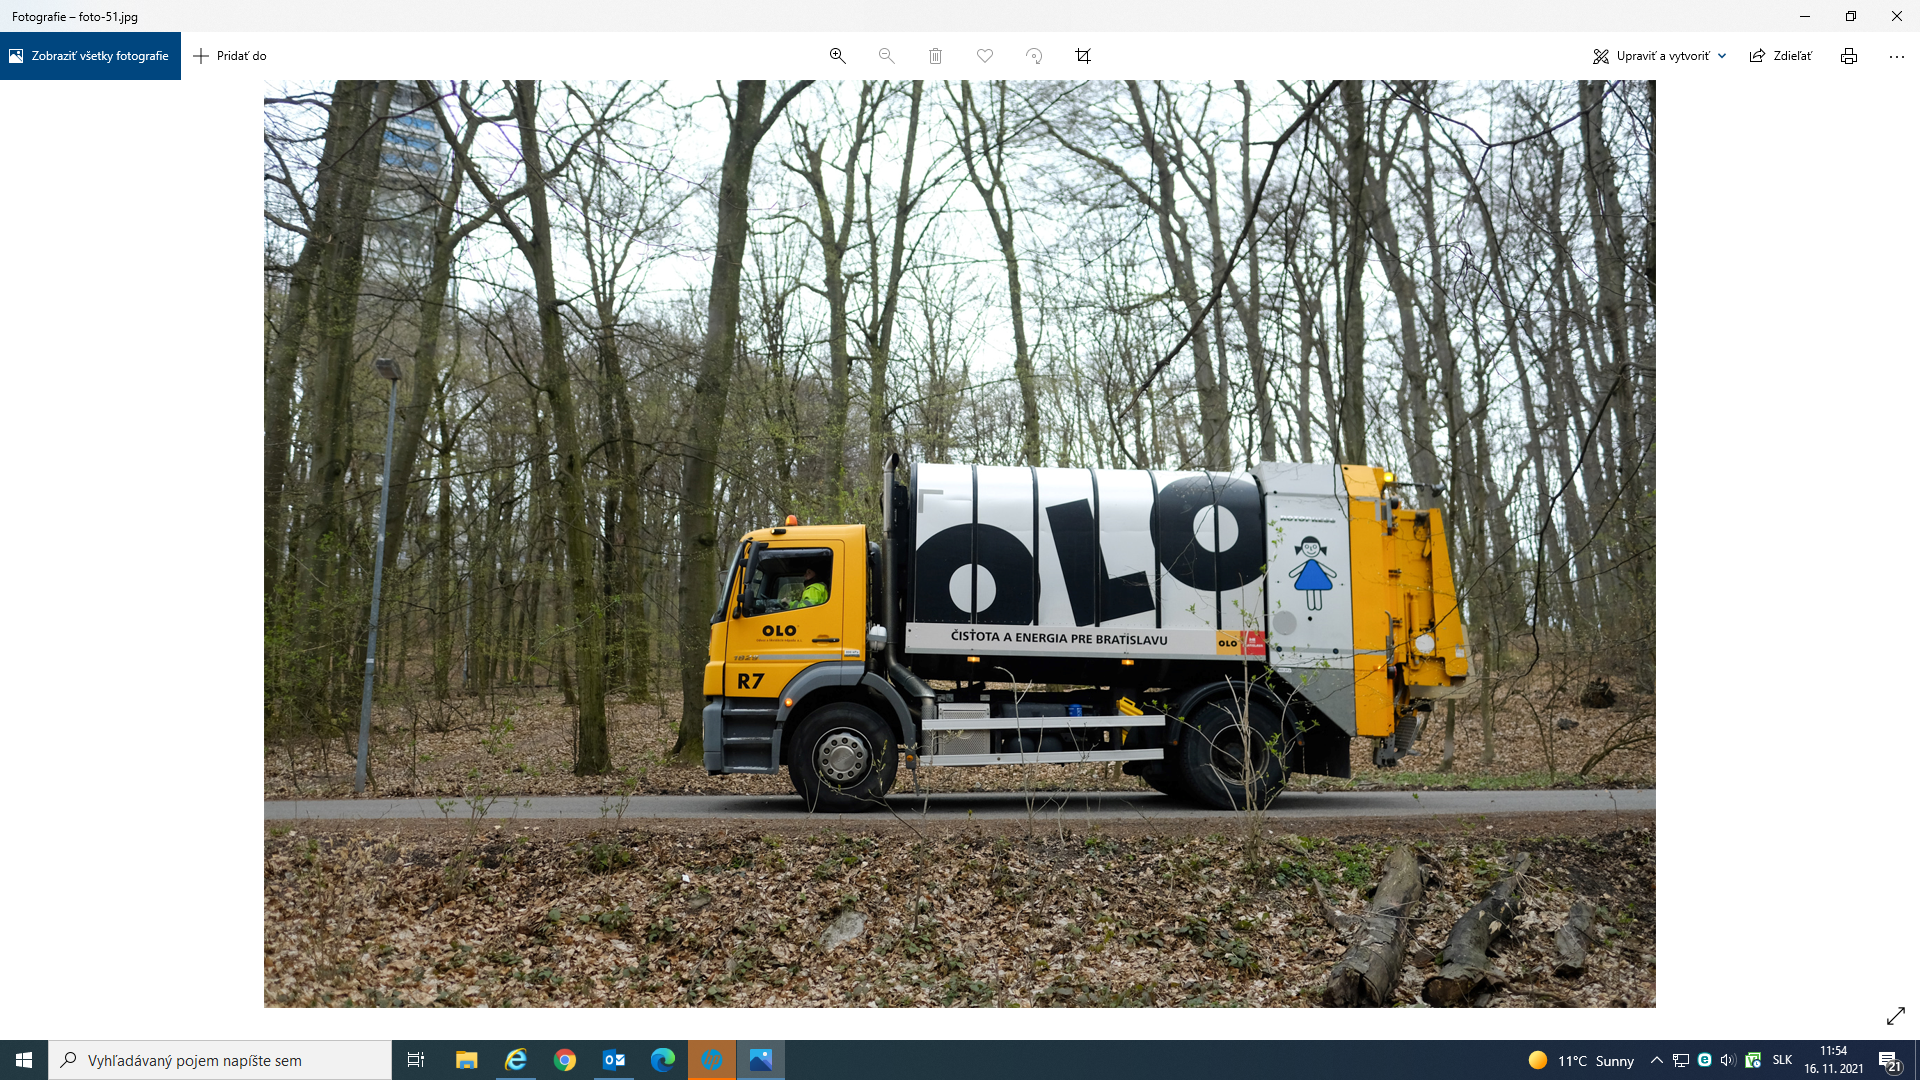 Fotografie – foto-51.jpg
Zobraziť všetky fotografie
Pridať do
Upraviť a vytvoriť
Zdieľať
OLO
ROTOPRESS
ČISTOTA A ENERGIA PRE BRATISLAVU
OLO
OLO
R7
Vyhľadávaný pojem napíšte sem
11°C Sunny
SLK
11:54
16. 11. 2021
21